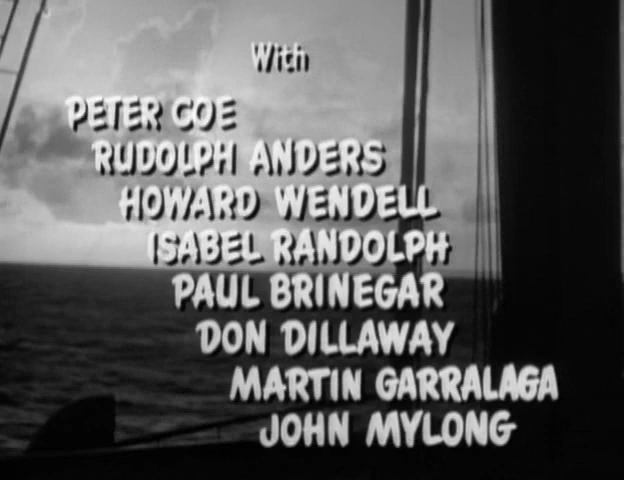 With
PETER COE
RUDOLPH ANDERS
HOWARD WENDELL
ISABEL RANDOLPH
PAUL BRINEGAR
DON DILLAWAY
MARTIN GARRALAGA
JOHN MYLONG